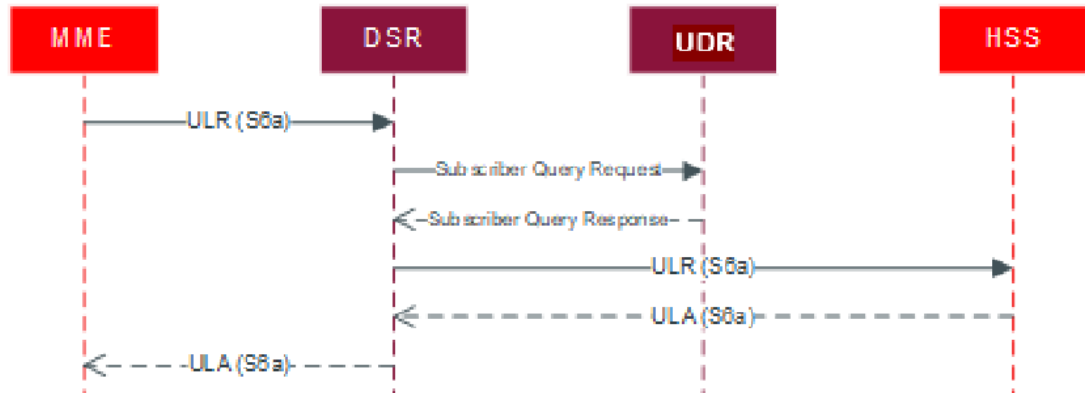 MME DSR UDR HSS
ULR (S6a)
Subscriber Query Request
Subscriber Query Response
ULR (S6a)
ULA (S6a)
ULA (S6a)